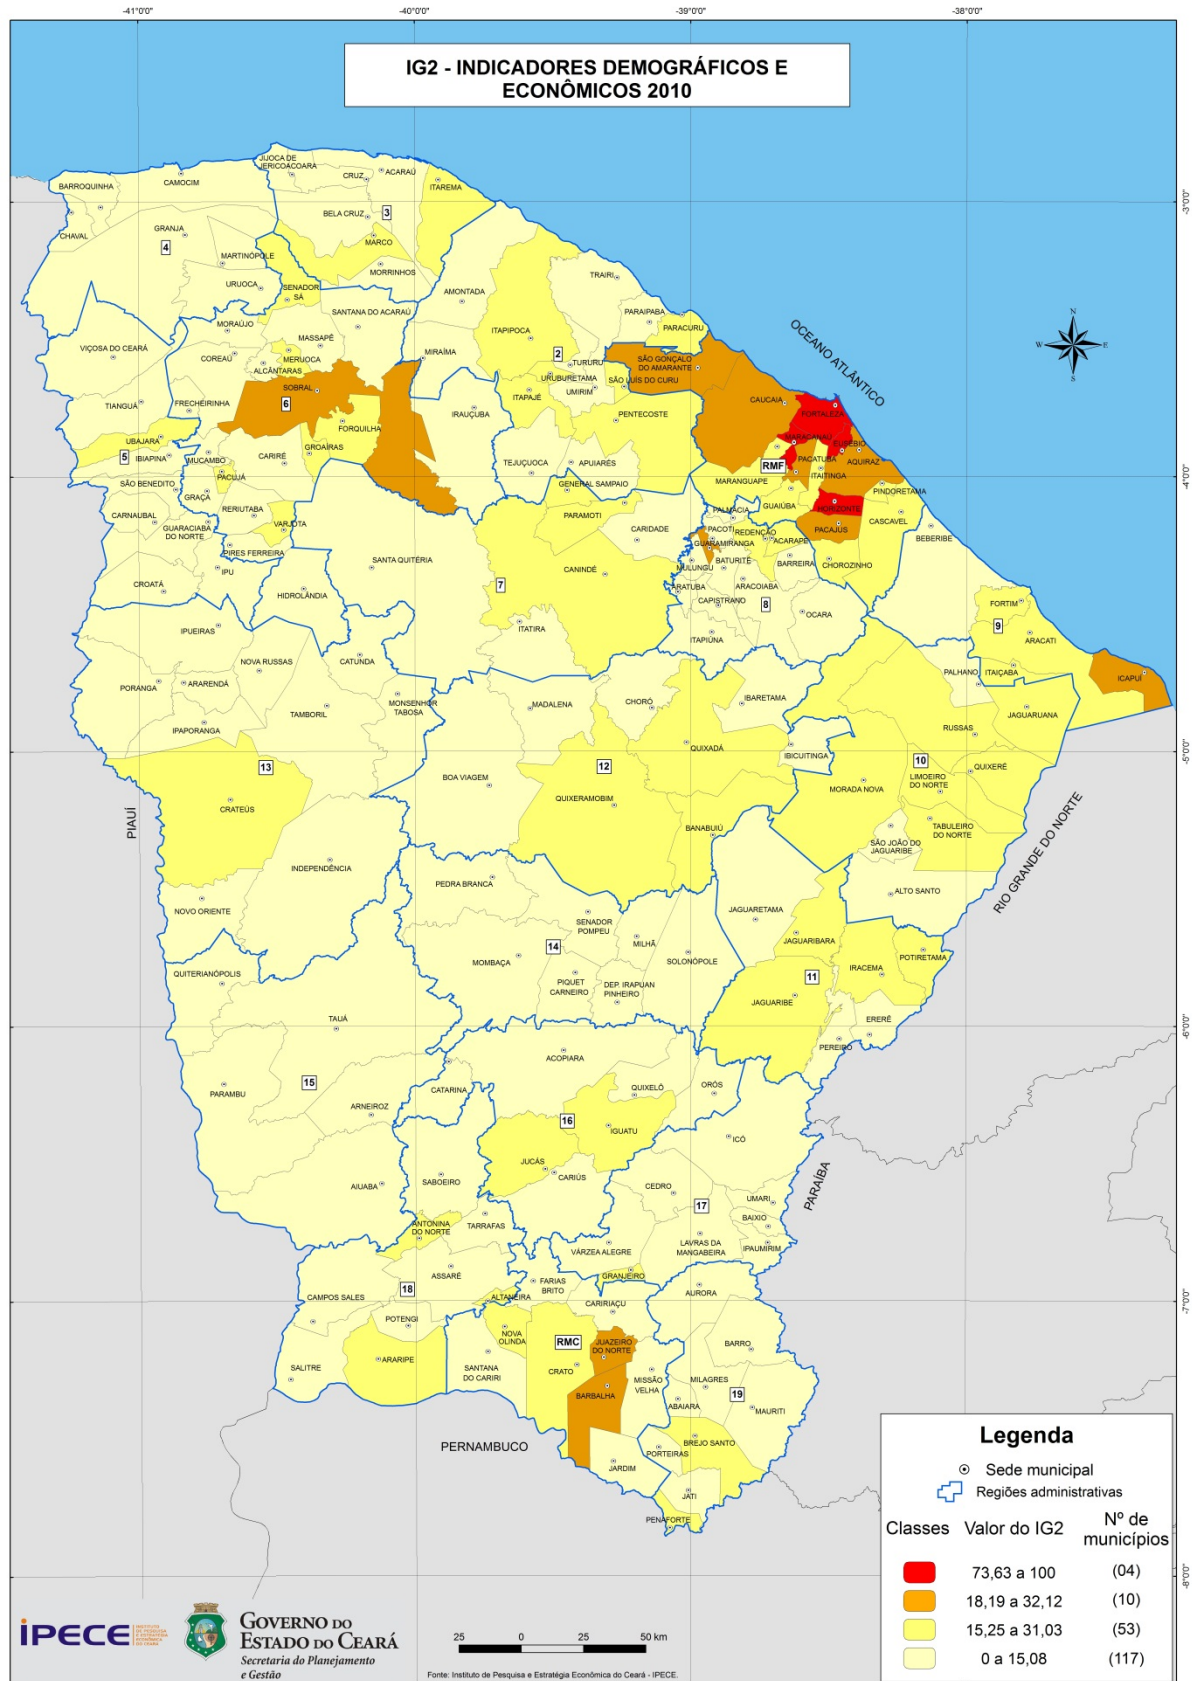 -41°0'0"
-40°0'0"
-39°0'0"
-38°0'0"
IG2 - INDICADORES DEMOGRÁFICOS E
ECONÔMICOS 2010
JIJOCA DE
JERICOACOARA
CRUZ
ACARAÚ
ITAREMA
BARROQUINHA
CAMOCIM
-3°0'0"
BELA CRUZ
3
CHAVAL
GRANJA
4
MARCO
MARTINÓPOLE
MORRINHOS
URUOCA
SENADOR
SÁ
TRAIRI
AMONTADA
SANTANA DO ACARAÚ
PARAIPABA
PARACURU
MORAÚJO
ITAPIPOCA
OCEANO ATLÂNTICO
N
W
E
S
VIÇOSA DO CEARÁ
MASSAPÊ
MIRAÍMA
2
COREAÚ
MERUOCA
ALCÂNTARAS
TURURU
SÃO GONÇALO
DO AMARANTE
URUBURETAMA
UMIRIM
SÃO LUÍS DO CURU
SOBRAL
6
ITAPAJÉ
CAUCAIA
TIANGUÁ
FRECHEIRINHA
IRAUÇUBA
FORTALEZA
FORQUILHA
PENTECOSTE
UBAJARA
MARACANAÚ
EUSÉBIO
5
IBIAPINA
MUCAMBO
CARIRÉ
GROAÍRAS
TEJUÇUOCA
APUIARÉS
RMF
PACATUBA
AQUIRAZ
ITAITINGA
PACUJÁ
MARANGUAPE
-4°0'0"
SÃO BENEDITO
GRAÇA
GENERAL SAMPAIO
GUAIÚBA
PINDORETAMA
RERIUTABA
PARAMOTI
PALMÁCIA
HORIZONTE
CASCAVEL
CARNAUBAL
GUARACIABA
DO NORTE
VARJOTA
CARIDADE
PACOTI
REDENÇÃO
PACAJUS
BEBERIBE
PIRES FERREIRA
GUARAMIRANGA
ACARAPE
BARREIRA
CHOROZINHO
IPU
SANTA QUITÉRIA
CANINDÉ
MULUNGU
BATURITÉ
CROATÁ
7
ARATUBA
ARACOIABA
HIDROLÂNDIA
CAPISTRANO
8
OCARA
FORTIM
IPUEIRAS
ITATIRA
ITAPIÚNA
9
ARACATI
NOVA RUSSAS
CATUNDA
PALHANO
ITAIÇABA
ICAPUÍ
PORANGA
ARARENDÁ
MONSENHOR
TABOSA
MADALENA
CHORÓ
IBARETAMA
TAMBORIL
JAGUARUANA
IPAPORANGA
RUSSAS
QUIXADÁ
-5°0'0"
13
12
IBICUITINGA
10
QUIXERÉ
BOA VIAGEM
LIMOEIRO
DO NORTE
CRATEÚS
QUIXERAMOBIM
MORADA NOVA
PIAUÍ
BANABUIÚ
TABULEIRO
DO NORTE
SÃO JOÃO DO
JAGUARIBE
RIO GRANDE DO NORTE
INDEPENDÊNCIA
PEDRA BRANCA
ALTO SANTO
NOVO ORIENTE
JAGUARETAMA
SENADOR
POMPEU
MILHÃ
JAGUARIBARA
14
MOMBAÇA
SOLONÓPOLE
POTIRETAMA
QUITERIANÓPOLIS
PIQUET
CARNEIRO
DEP. IRAPUAN
PINHEIRO
11
IRACEMA
JAGUARIBE
TAUÁ
ERERÊ
-6°0'0"
PEREIRO
ACOPIARA
15
CATARINA
QUIXELÔ
ORÓS
PARAMBU
ARNEIROZ
16
IGUATU
ICÓ
JUCÁS
PARAÍBA
AIUABA
SABOEIRO
CARIÚS
CEDRO
UMARI
17
BAIXIO
ANTONINA
DO NORTE
TARRAFAS
LAVRAS DA
MANGABEIRA
IPAUMIRIM
VÁRZEA ALEGRE
ASSARÉ
GRANJEIRO
FARIAS
BRITO
18
CAMPOS SALES
ALTANEIRA
AURORA
-7°0'0"
CARIRIAÇU
POTENGI
NOVA
OLINDA
RMC
JUAZEIRO
DO NORTE
BARRO
ARARIPE
SALITRE
SANTANA
DO CARIRI
CRATO
MISSÃO
VELHA
MILAGRES
BARBALHA
19
ABAIARA
MAURITI
PERNAMBUCO
BREJO SANTO
PORTEIRAS
JARDIM
JATI
PENAFORTE
-8°0'0"
Legenda
Sede municipal
Regiões administrativas
Classes Valor do IG2 Nº de
municípios
73,63 a 100 (04)
18,19 a 32,12 (10)
15,25 a 31,03 (53)
0 a 15,08 (117)
IPECE
INSTITUTO
DE PESQUISA
E ESTRATÉGIA
ECONÔMICA
DO CEARÁ
GOVERNO DO
ESTADO DO CEARÁ
Secretaria do Planejamento
e Gestão
25 0 25 50 km
Fonte: Instituto de Pesquisa e Estratégia Econômica do Ceará - IPECE.